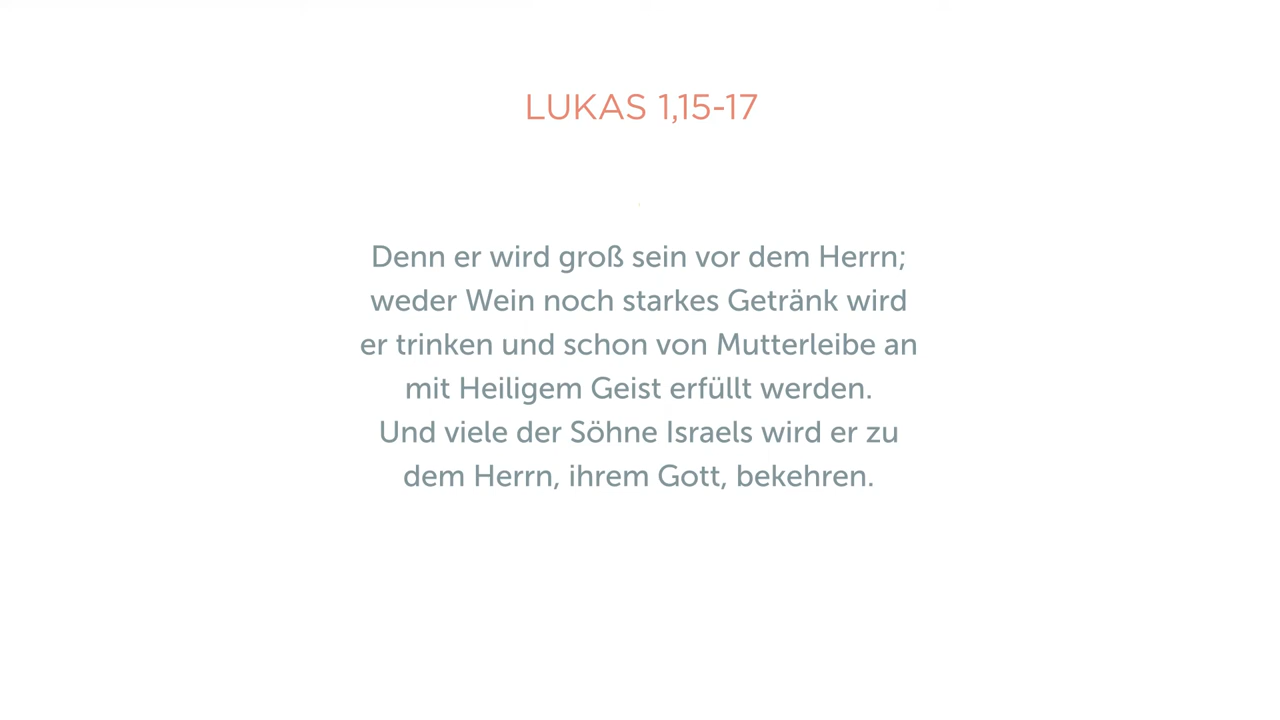 LUKAS 1,15-17
Denn er wird groß sein vor dem Herrn;
weder Wein noch starkes Getränk wird
er trinken und schon von Mutterleibe an
mit Heiligem Geist erfüllt werden.
Und viele der Söhne Israels wird er zu
dem Herrn, ihrem Gott, bekehren.